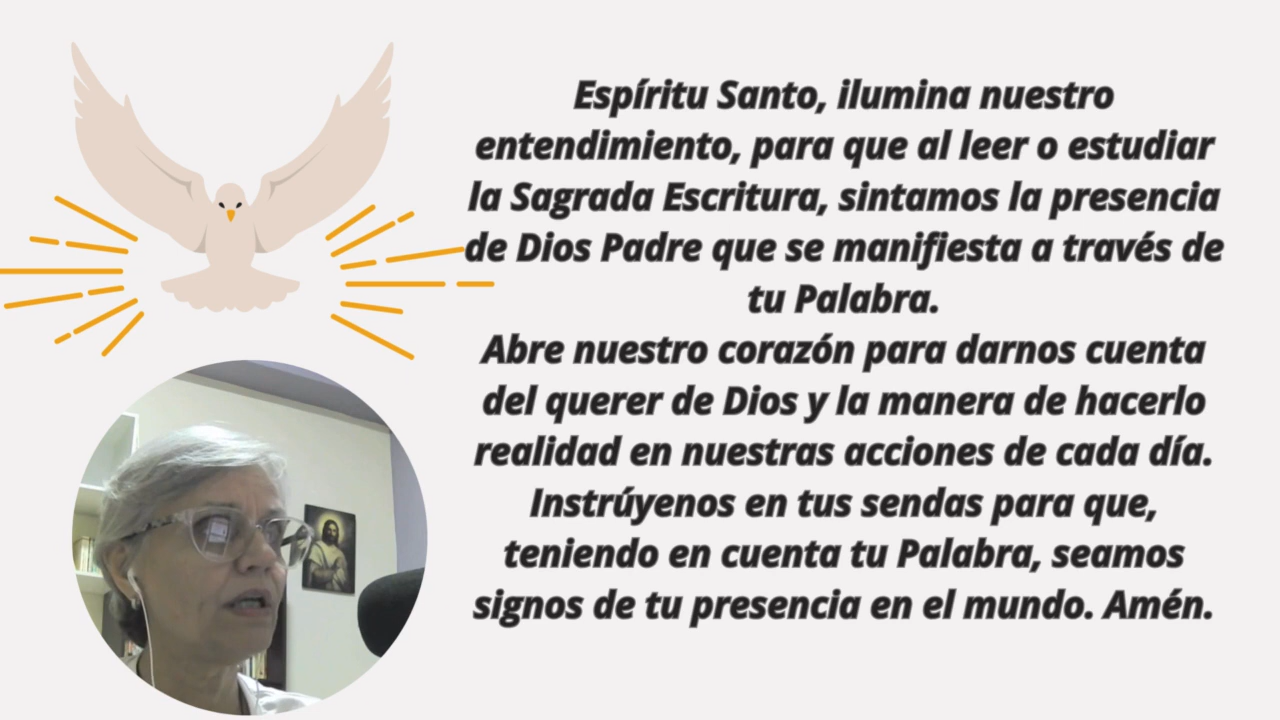 Espíritu Santo, ilumina nuestro
entendimiento, para que al leer o estudiar
la Sagrada Escritura, sintamos la presencia
de Dios Padre que se manifiesta a través de
tu Palabra.
Abre nuestro corazón para darnos cuenta
del querer de Dios y la manera de hacerlo
realidad en nuestras acciones de cada día.
Instrúyenos en tus sendas para que,
teniendo en cuenta tu Palabra, seamos
signos de tu presencia en el mundo. Amén.